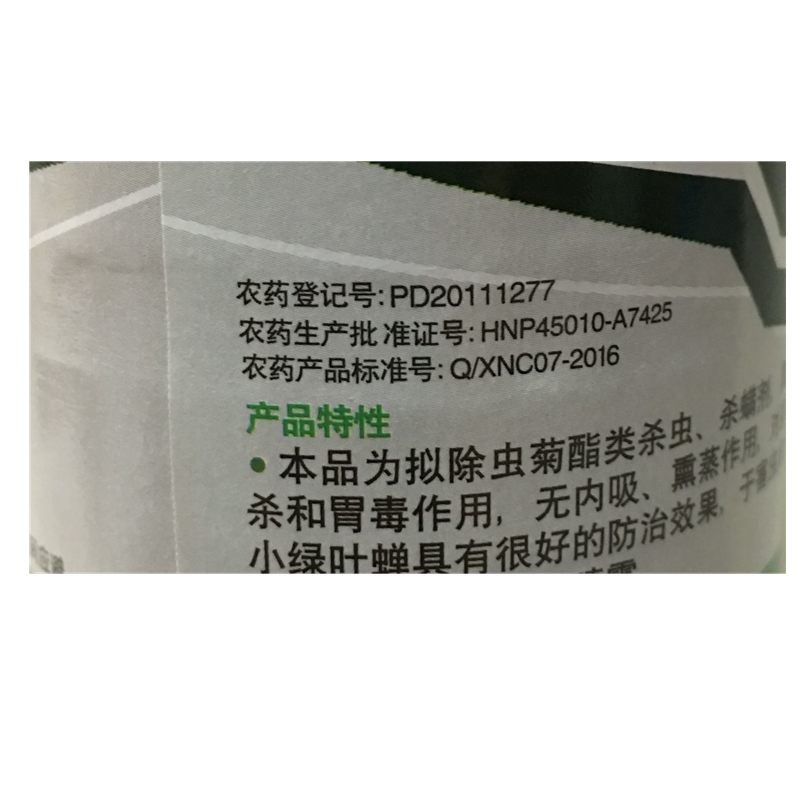 农药登记号:PD20111277
农药生产批 准证号:HNP45010-A7425
农药产品标准号:Q/XNC07-2016
产品特性
•本品为拟除虫菊酯类杀虫、杀螨剂,
杀和胃毒作用,无内吸、熏蒸作用,
小绿叶蝉具有很好的防治效果,于害